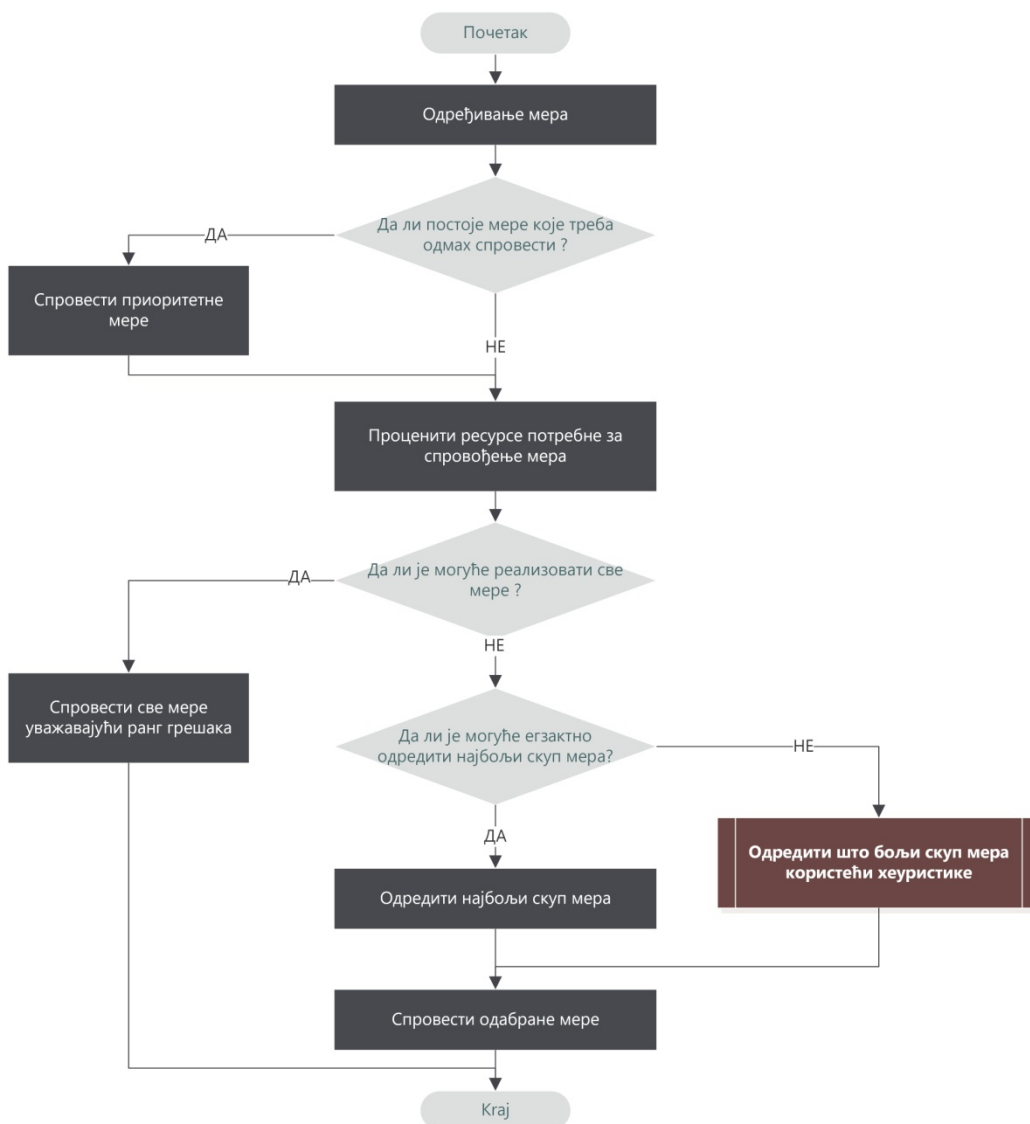 Почетак
Одређивање мера
Да ли постоје мере које треба
одмах спровести ?
ДА
Спровести приоритетне
мере
НЕ
Проценити ресурсе потребне за
спровођење мера
Да ли је могуће реализовати све
мере ?
ДА
НЕ
Спровести све мере
уважавајући ранг грешака
Да ли је могуће егзактно
одредити најбољи скуп мера?
НЕ
ДА
Одредити што бољи скуп мера
користећи хеуристике
Одредити најбољи скуп мера
Спровести одабране мере
Kraj